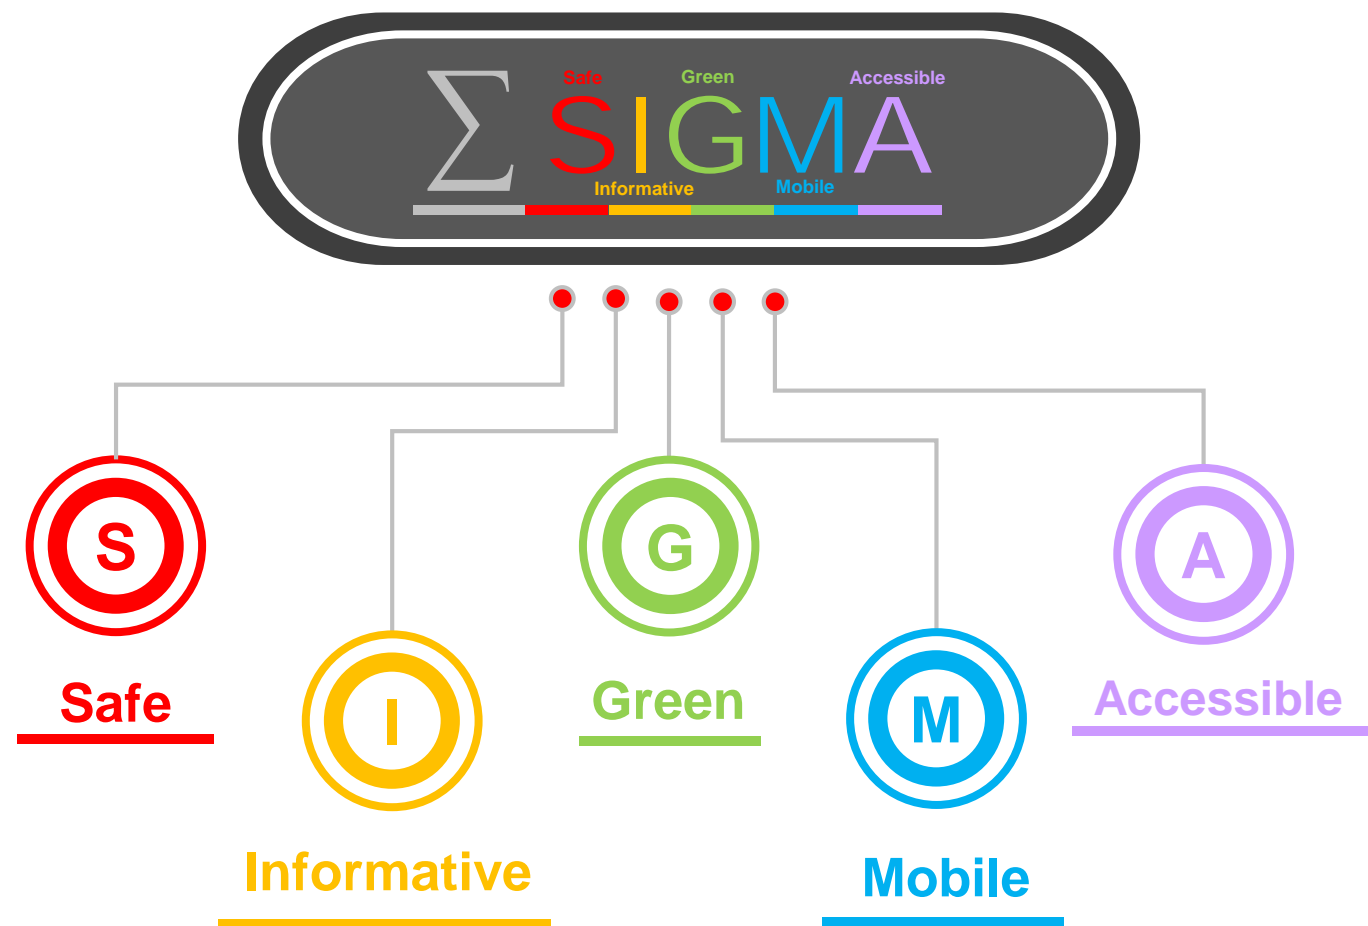 Safe Green Accessible
∑ SIGMA
Informative Mobile
S
I
G
M
A
Safe
Informative
Green
Mobile
Accessible